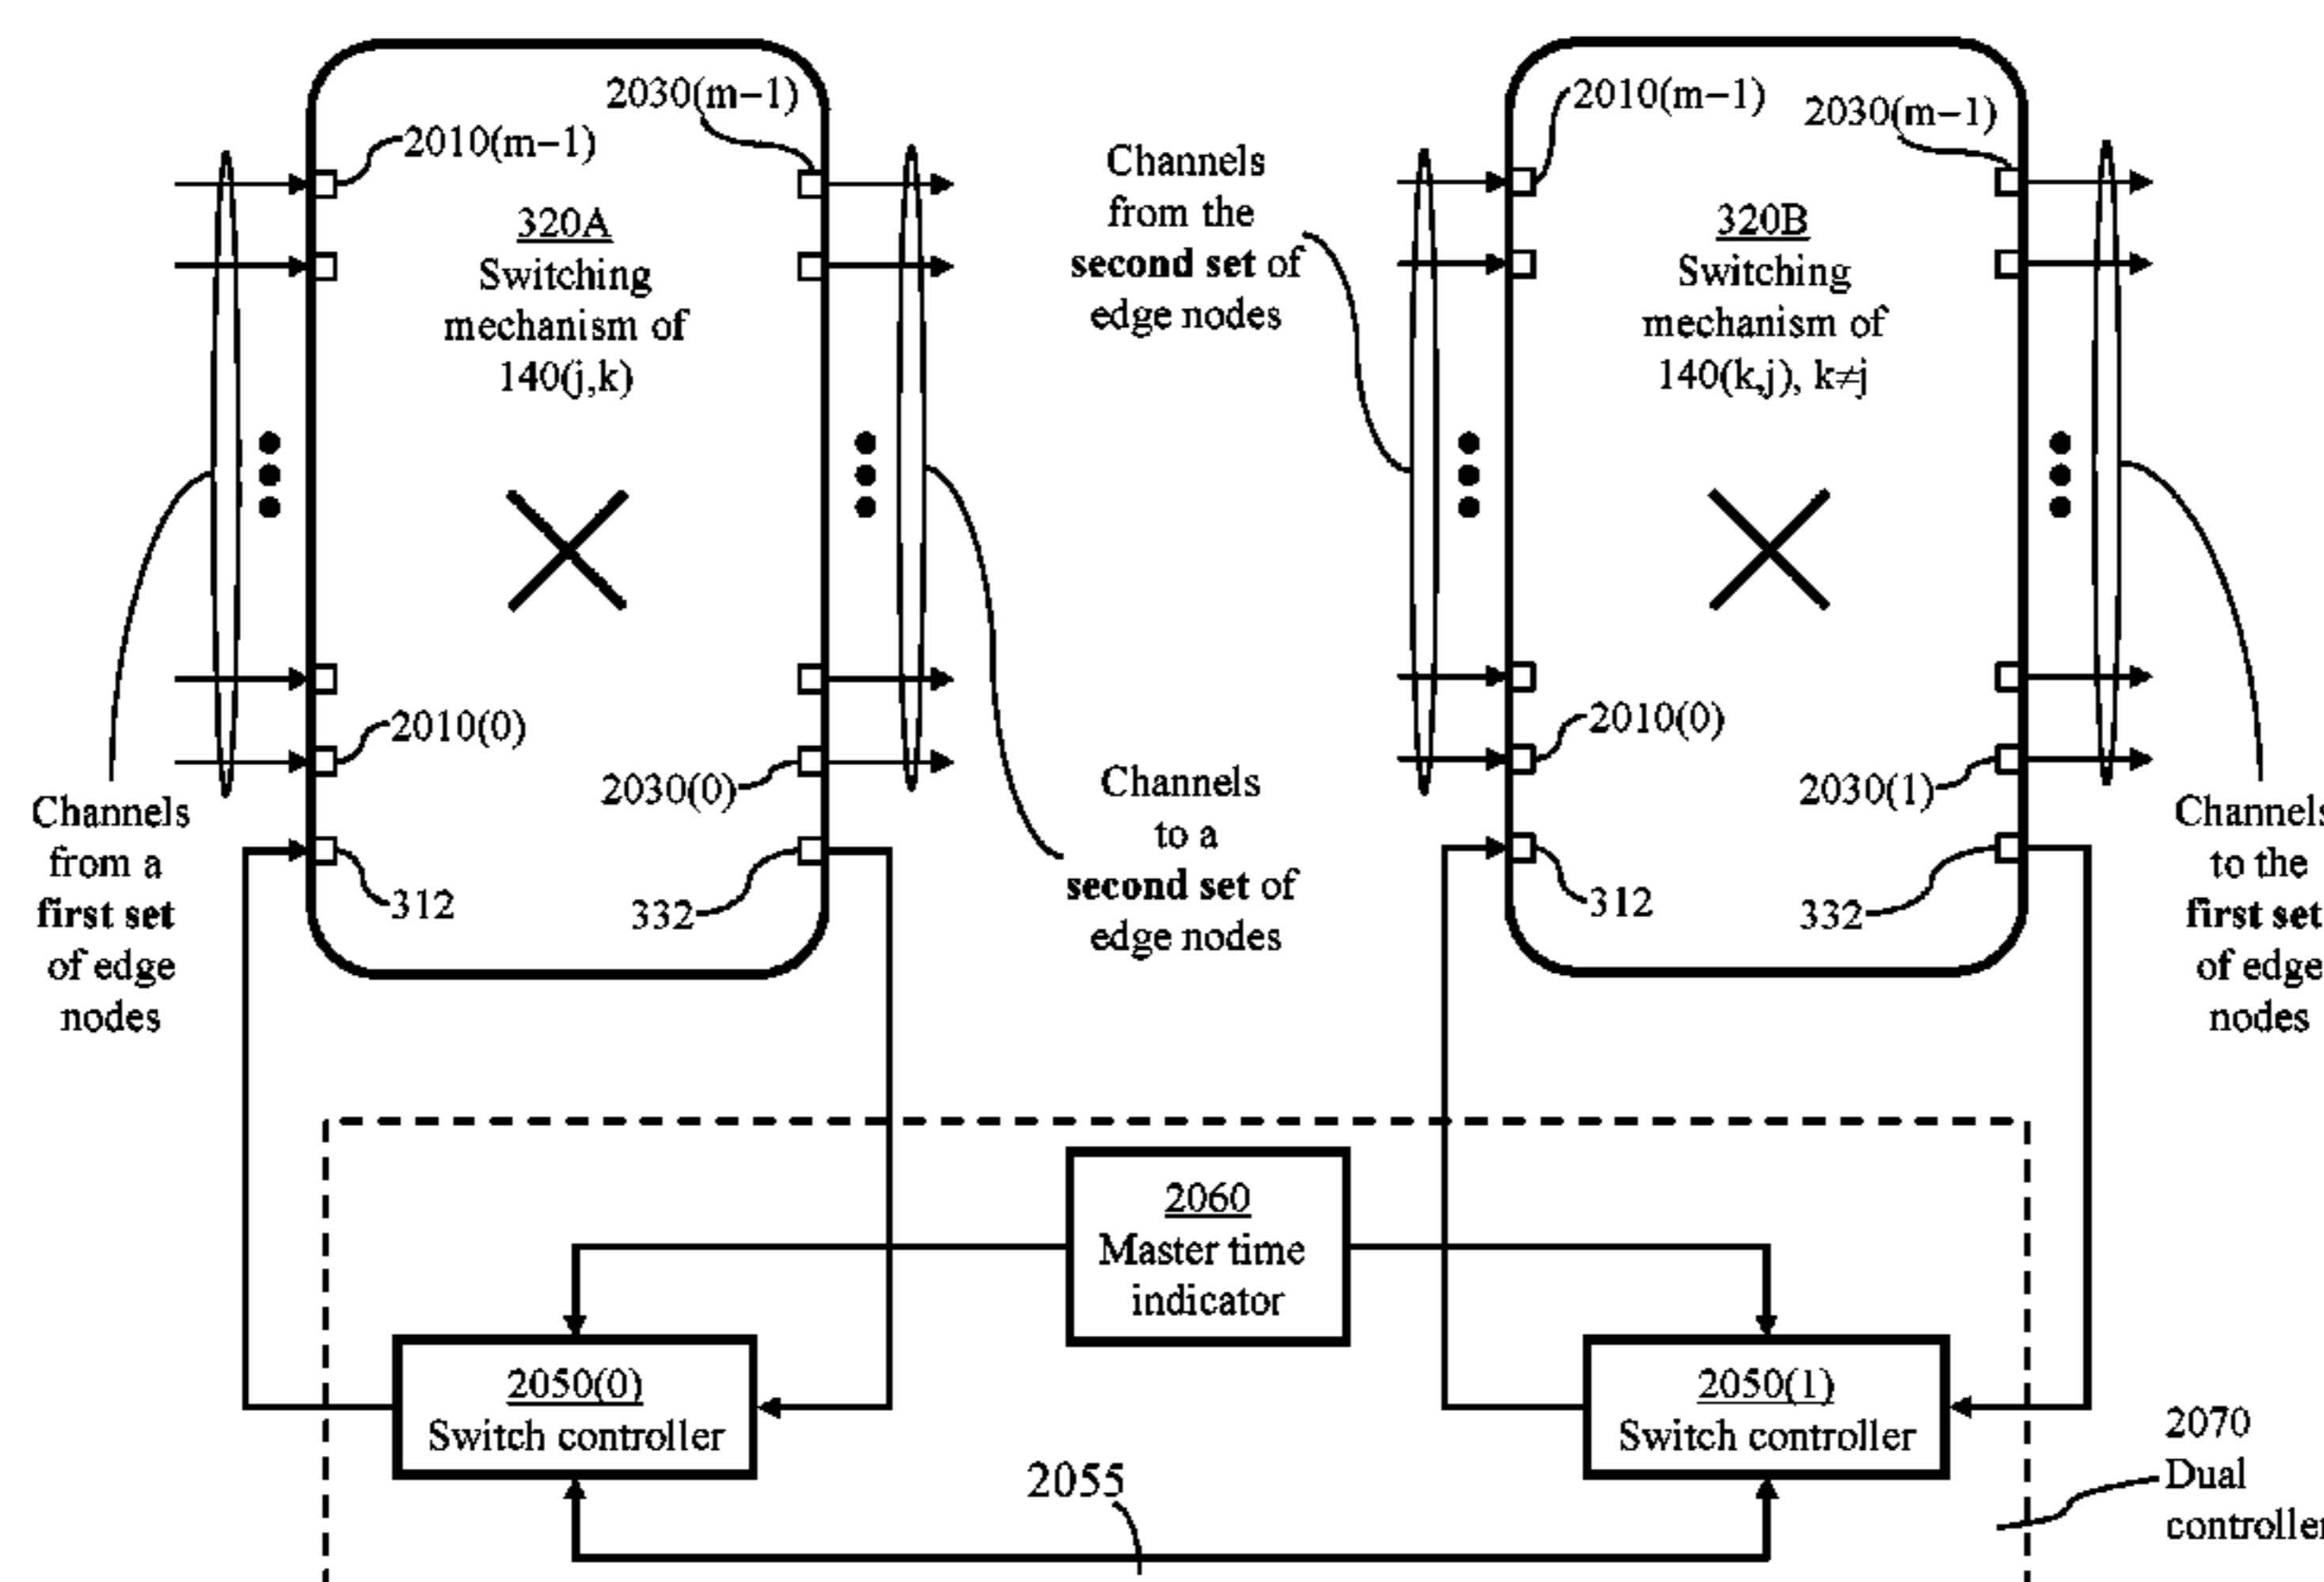 2030(m−1)
2010(m−1)
320A
Switching
mechanism of
140(j,k)
2010(0)
2030(0)
312
332
Channels
from a
first set
of edge
nodes
Channels
to a
second set of
edge nodes
Channels
from the
second set of
edge nodes
2010(m−1)
2030(m−1)
320B
Switching
mechanism of
140(k,j), k≠j
2010(0)
2030(1)
312
332
Channels
to the
first set
of edge
nodes
2060
Master time
indicator
2050(0)
Switch controller
2050(1)
Switch controller
2055
2070
Dual
controller